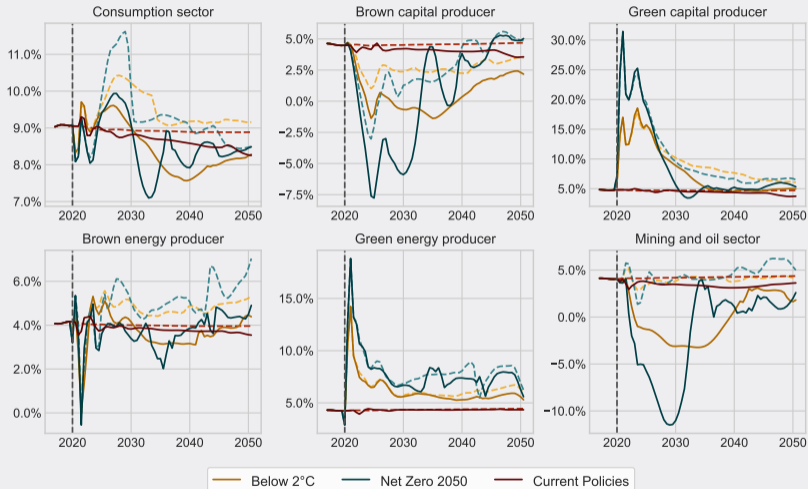 Consumption sector
11.0%
10.0%
9.0%
8.0%
7.0%
2020 2030 2040 2050
Brown capital producer
5.0%
2.5%
0.0%
−2.5%
−5.0%
−7.5%
2020 2030 2040 2050
Green capital producer
30.0%
25.0%
20.0%
15.0%
10.0%
5.0%
2020 2030 2040 2050
Brown energy producer
6.0%
4.0%
2.0%
0.0%
2020 2030 2040 2050
Green energy producer
15.0%
10.0%
5.0%
2020 2030 2040 2050
Mining and oil sector
5.0%
0.0%
−5.0%
−10.0%
2020 2030 2040 2050
Below 2°C Net Zero 2050 Current Policies